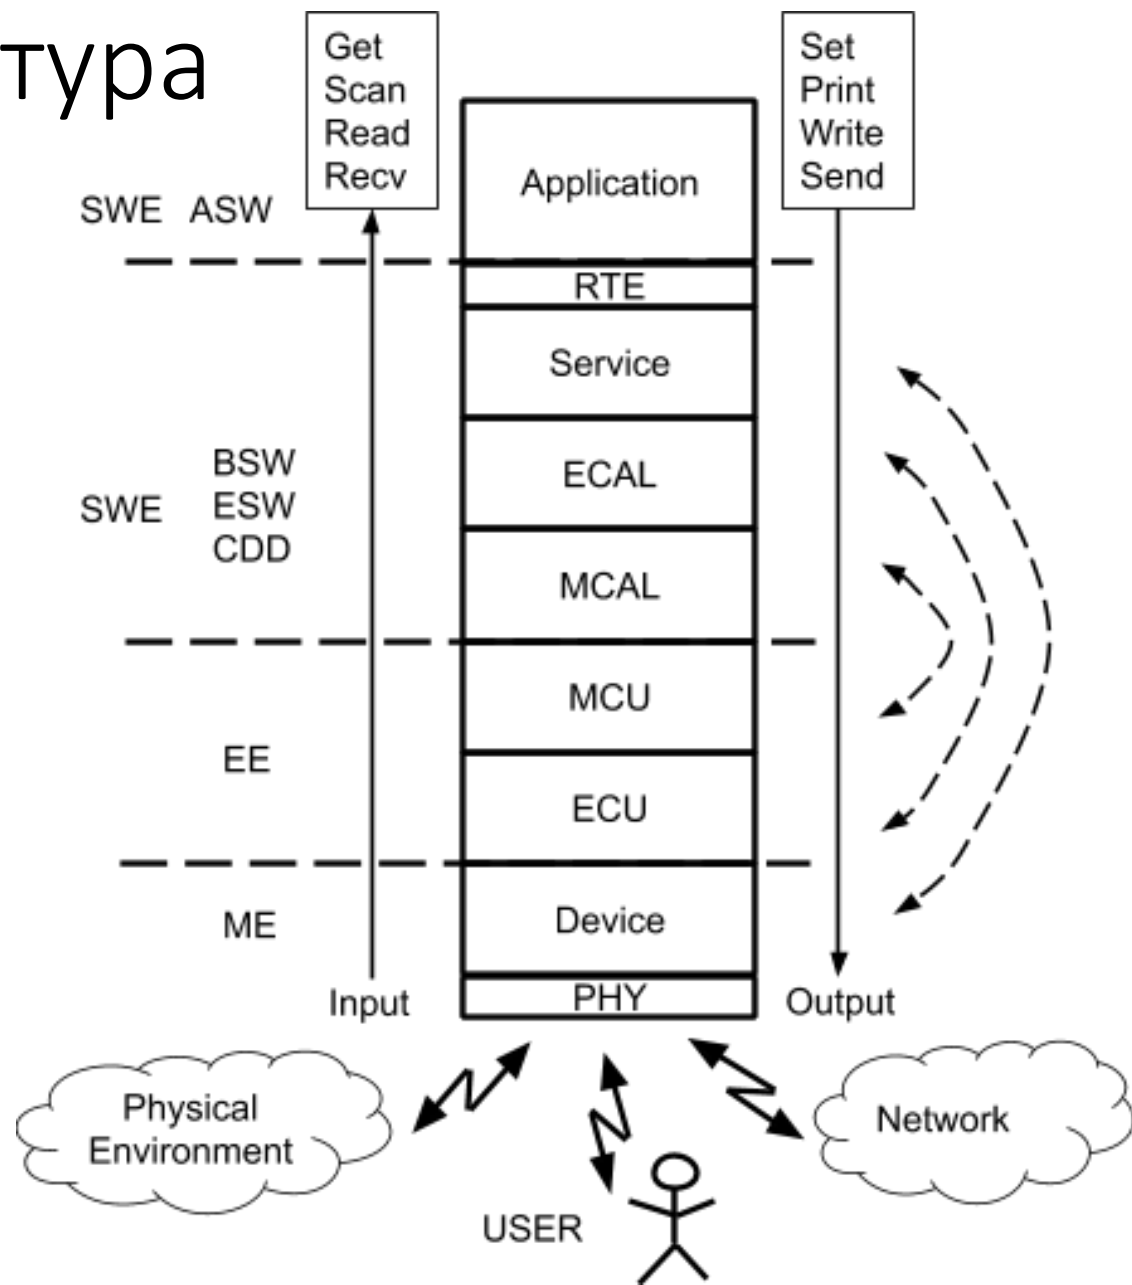 тура
Get
Scan
Read
Recv
Set
Print
Write
Send
Application
SWE ASW
RTE
Service
BSW
ESW
CDD
SWE
ECAL
MCAL
MCU
EE
ECU
ME
Device
Input
PHY
Output
Physical
Environment
Network
USER